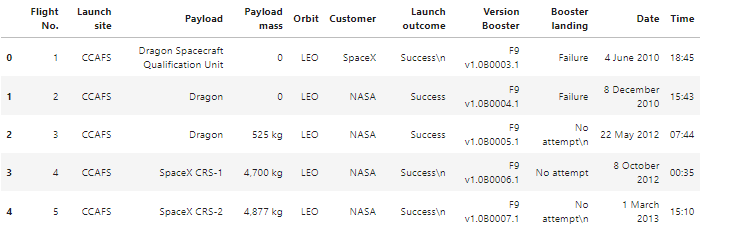 Flight No. Launch site Payload Payload mass Orbit Customer Launch outcome Version Booster Booster landing Date Time
0 1 CCAFS Dragon Spacecraft Qualification Unit 0 LEO SpaceX Success\n F9 v1.0B0003.1 Failure 4 June 2010 18:45
1 2 CCAFS Dragon 0 LEO NASA Success F9 v1.0B0004.1 Failure 8 December 2010 15:43
2 3 CCAFS Dragon 525 kg LEO NASA Success F9 v1.0B0005.1 No attempt\n 22 May 2012 07:44
3 4 CCAFS SpaceX CRS-1 4,700 kg LEO NASA Success\n F9 v1.0B0006.1 No attempt 8 October 2012 00:35
4 5 CCAFS SpaceX CRS-2 4,877 kg LEO NASA Success\n F9 v1.0B0007.1 No attempt\n 1 March 2013 15:10